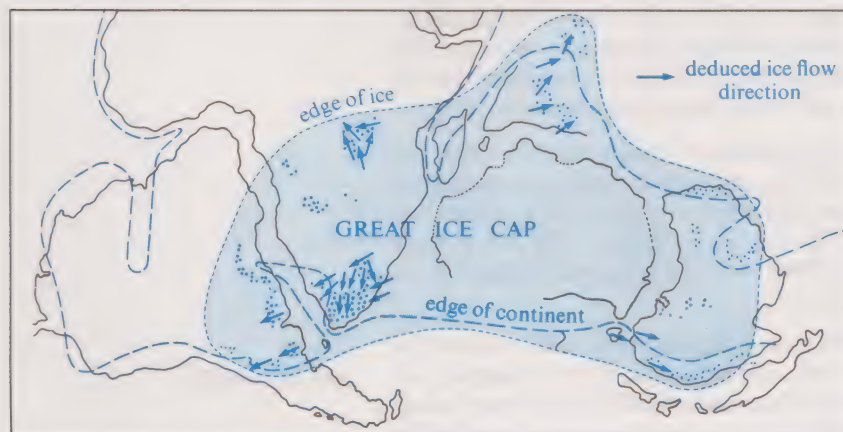 edge of ice
deduced ice flow
direction
GREAT ICE CAP
edge of continent